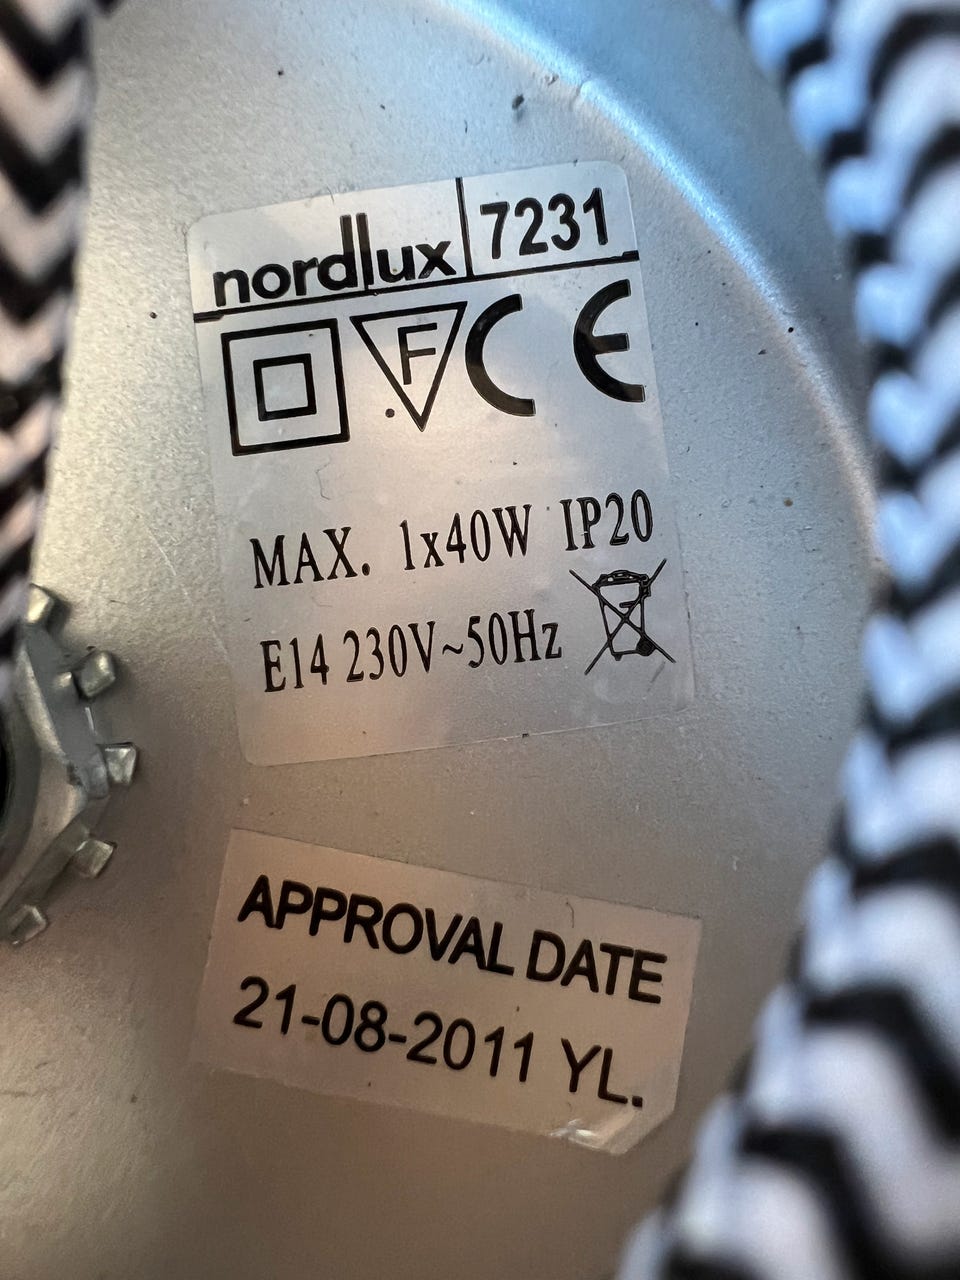 nordlux 7231
F CE
MAX. 1x40W IP20
E14 230V~50Hz
APPROVAL DATE
21-08-2011 YL.